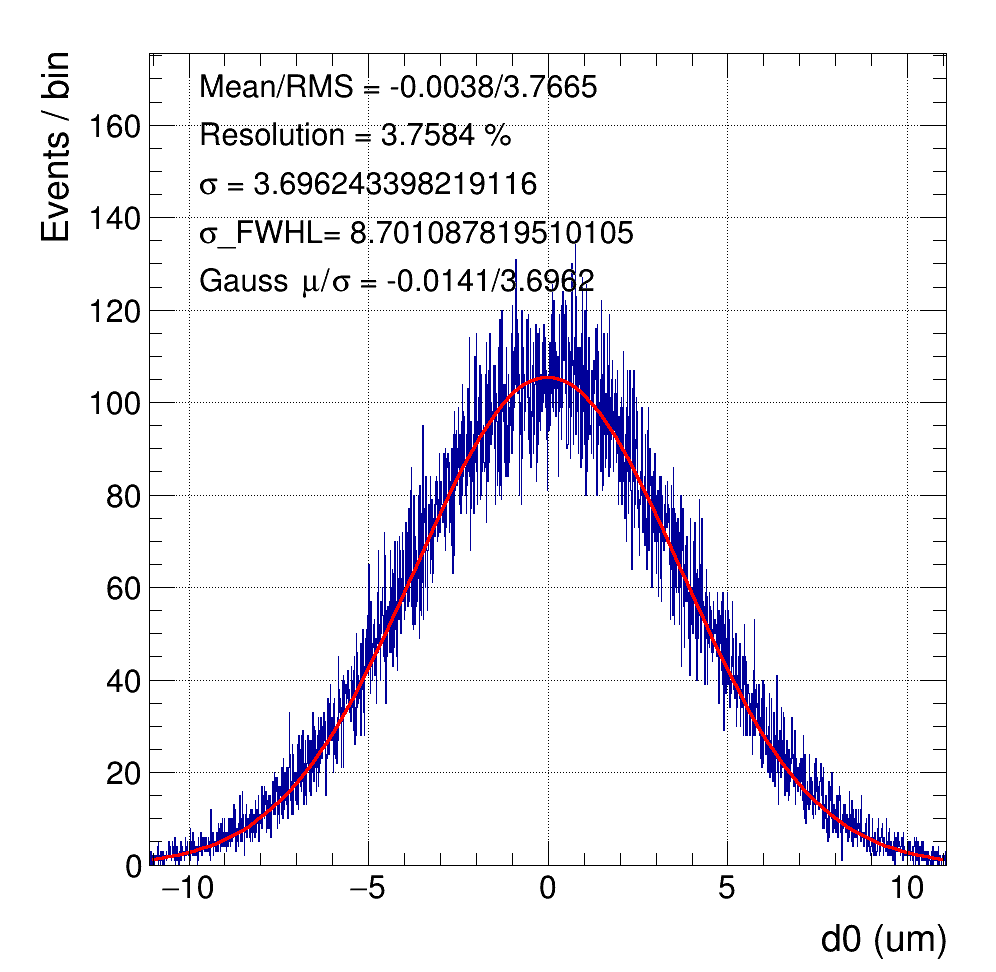 Events / bin
Mean/RMS = -0.0038/3.7665
Resolution = 3.7584 %
σ = 3.696243398219116
σ_FWHL= 8.701087819510105
Gauss μ/σ = -0.0141/3.6962
160
140
120
100
80
60
40
20
0
−10 −5 0 5 10
d0 (um)